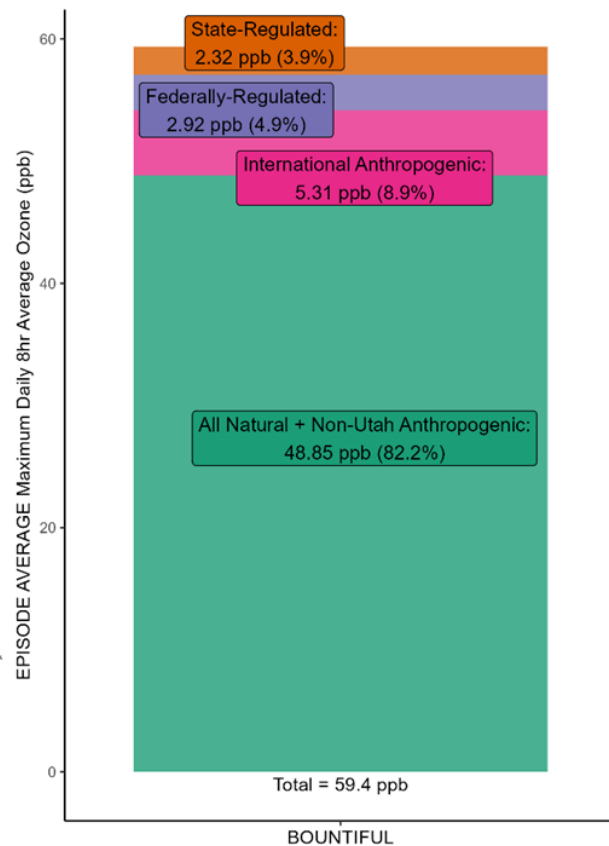 EPISODE AVERAGE Maximum Daily 8hr Average Ozone (ppb)
60
40
20
0
State-Regulated:
2.32 ppb (3.9%)
Federally-Regulated:
2.92 ppb (4.9%)
International Anthropogenic:
5.31 ppb (8.9%)
All Natural + Non-Utah Anthropogenic:
48.85 ppb (82.2%)
Total = 59.4 ppb
BOUNTIFUL